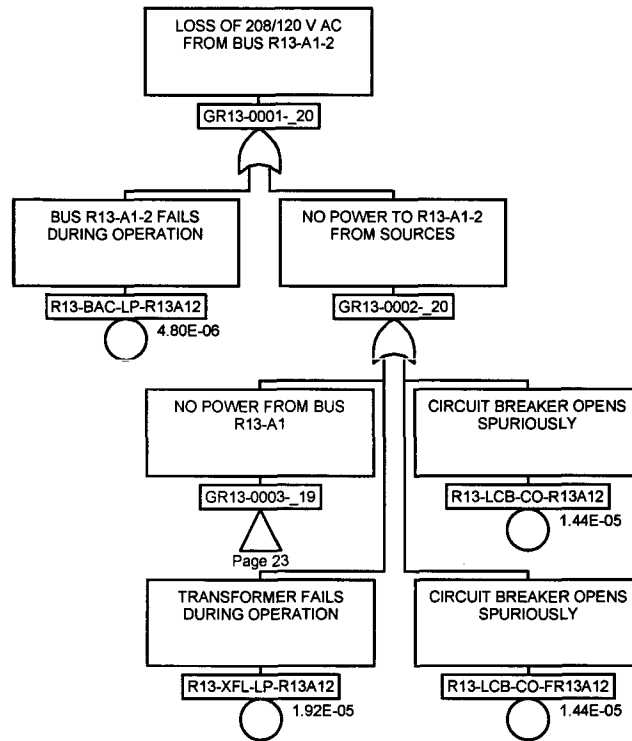 LOSS OF 208/120 V AC
FROM BUS R13-A1-2
GR13-0001-_20
BUS R13-A1-2 FAILS
DURING OPERATION
NO POWER TO R13-A1-2
FROM SOURCES
R13-BAC-LP-R13A12
GR13-0002-_20
4.80E-06
NO POWER FROM BUS
R13-A1
CIRCUIT BREAKER OPENS
SPURIOUSLY
GR13-0003-_19
R13-LCB-CO-R13A12
1.44E-05
Page 23
TRANSFORMER FAILS
DURING OPERATION
CIRCUIT BREAKER OPENS
SPURIOUSLY
R13-XFL-LP-R13A12
R13-LCB-CO-FR13A12
1.92E-05
1.44E-05